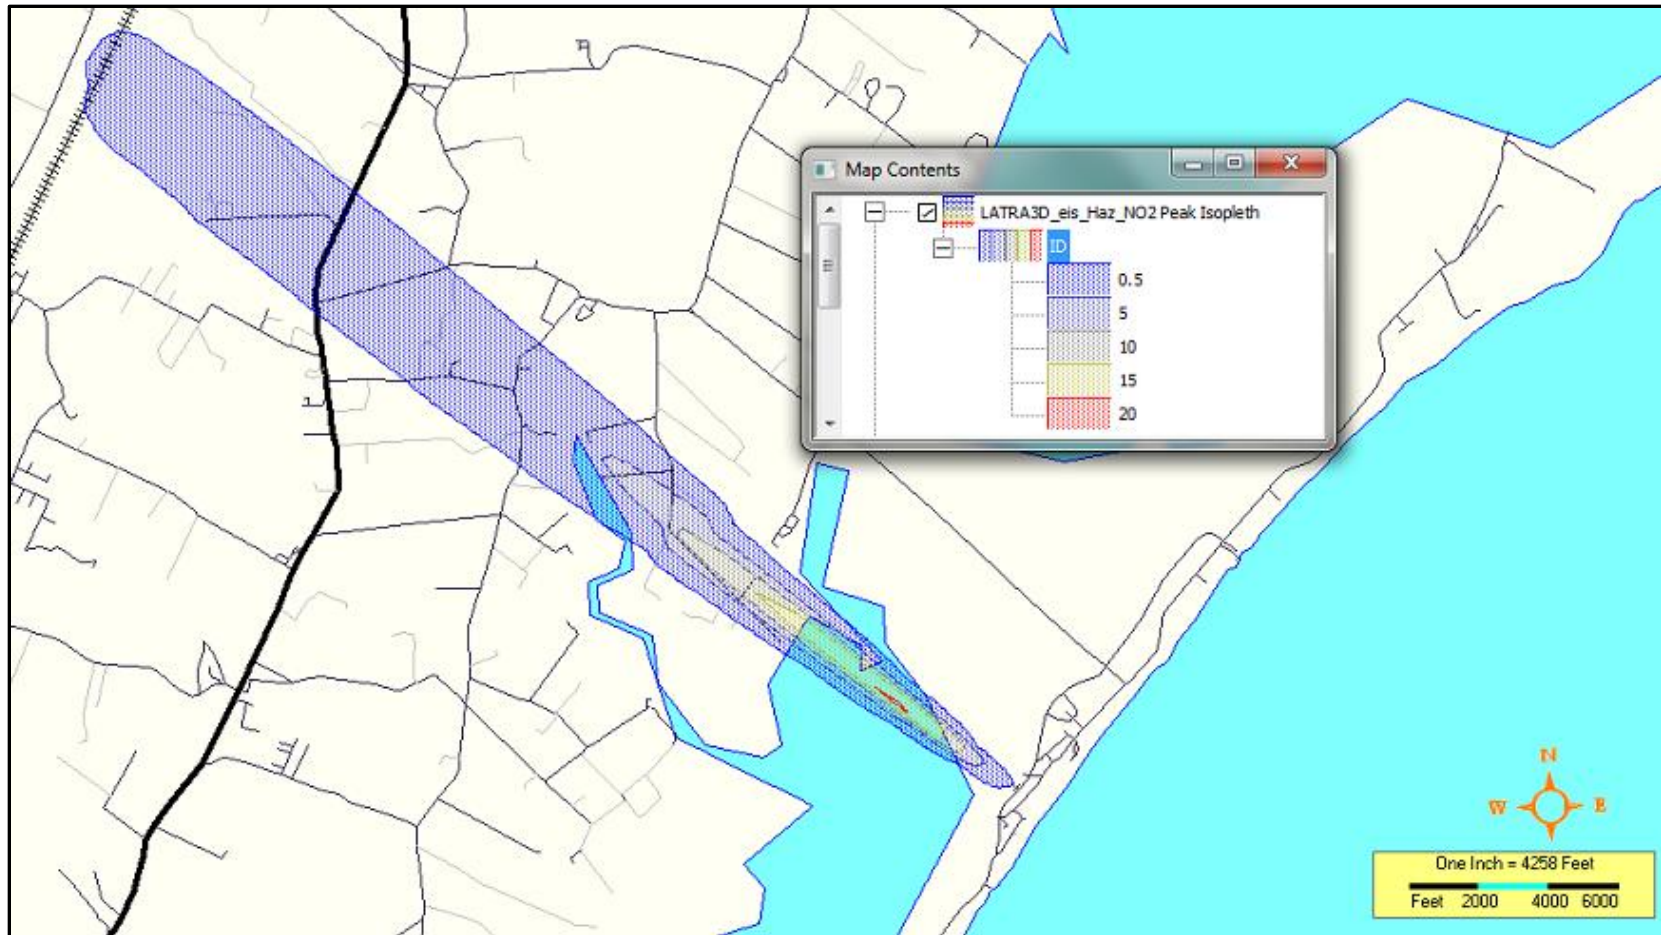 Map Contents
LATRA3D_eis_Haz_NO2 Peak Isopleth
ID
0.5
5
10
15
20
N
W E
S
One Inch = 4258 Feet
Feet 2000 4000 6000